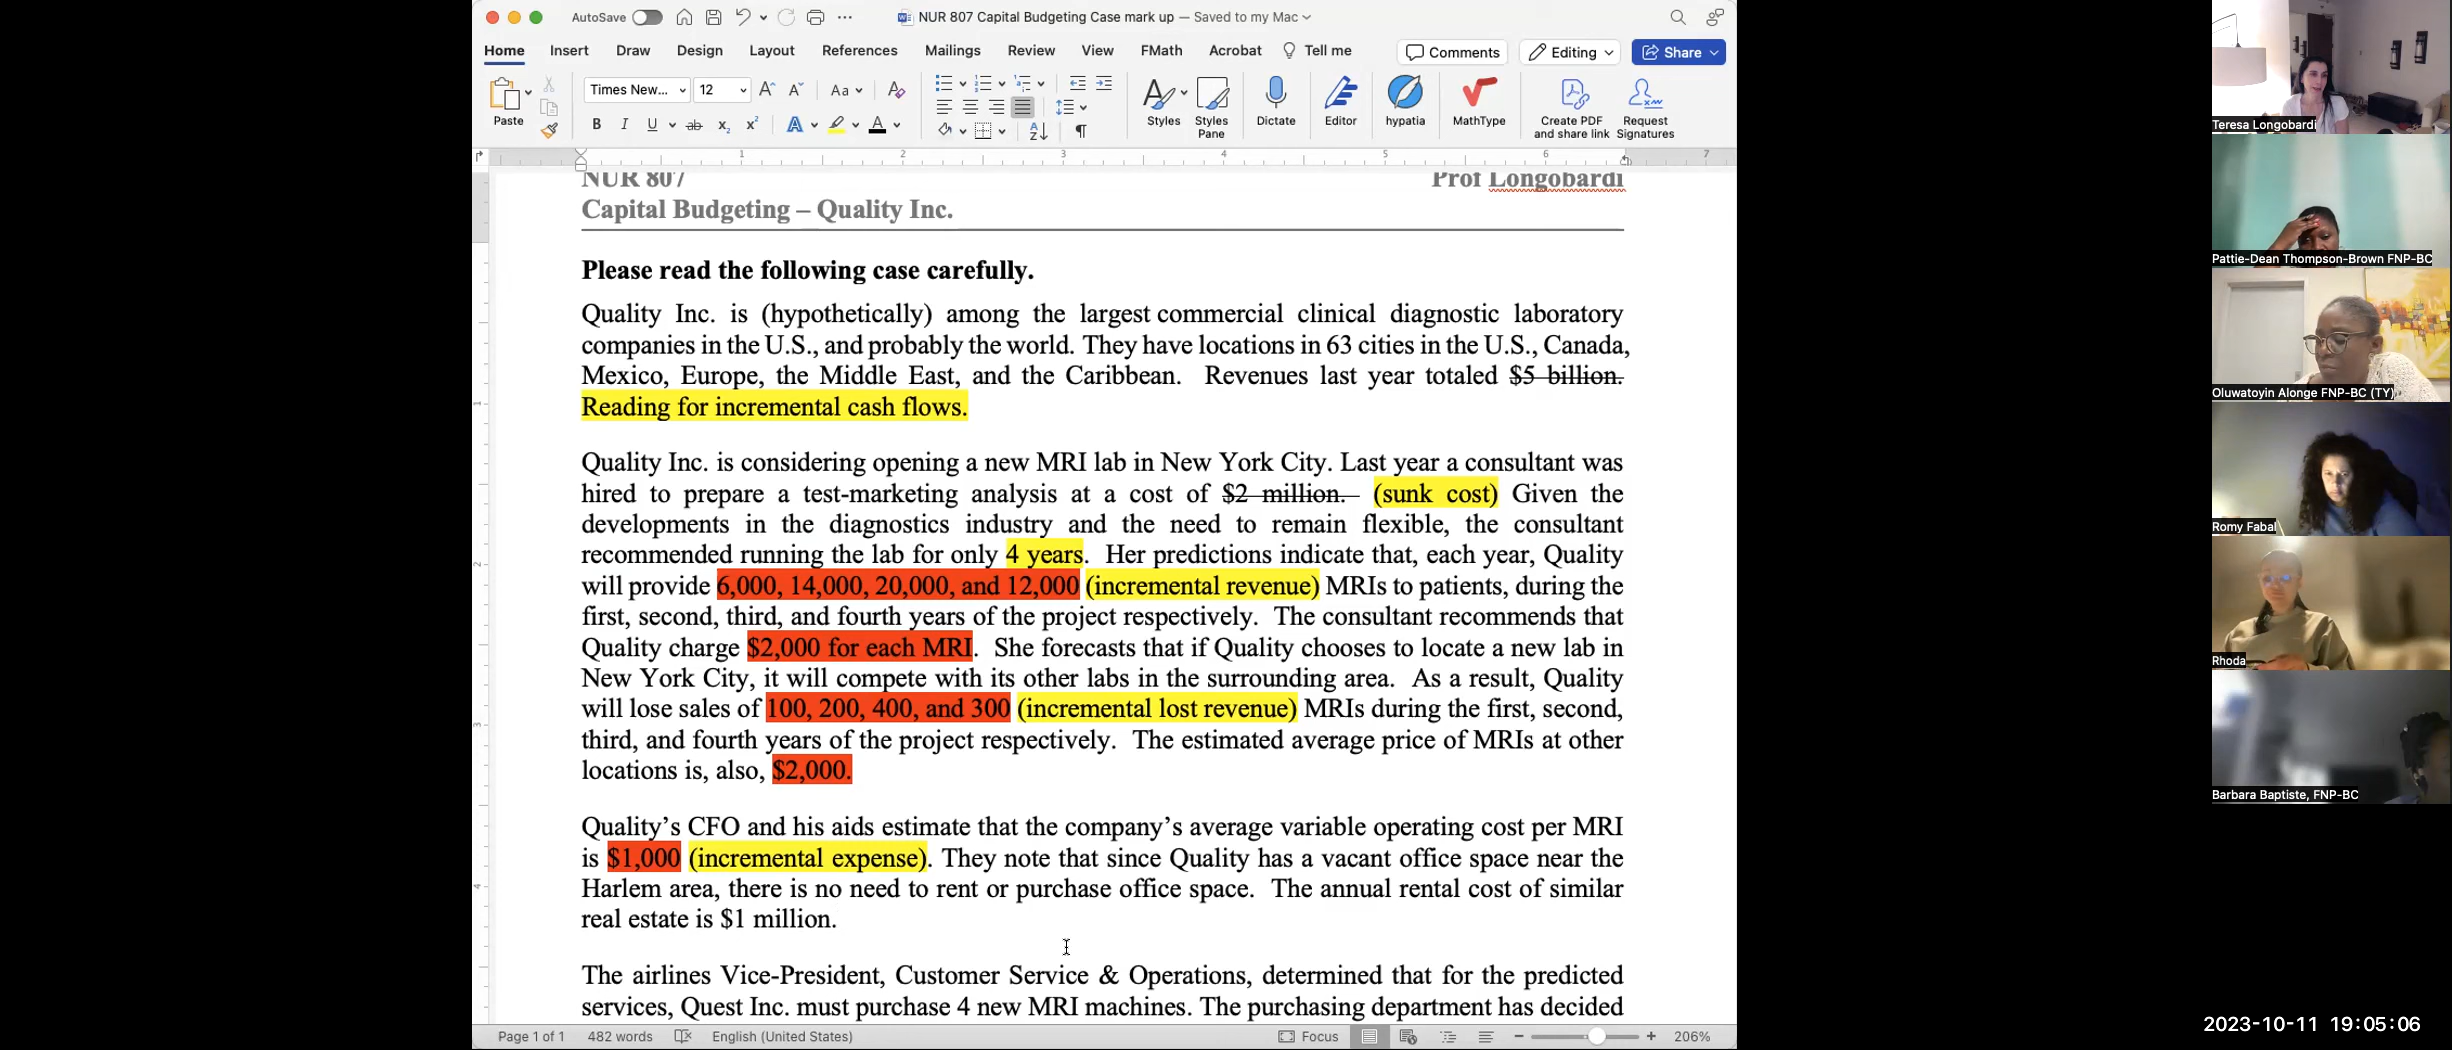 AutoSave
NUR 807 Capital Budgeting Case mark up — Saved to my Mac
Home Insert Draw Design Layout References Mailings Review View FMath Acrobat Tell me
Comments Editing Share
Paste
Times New... 12 Aa
B I U ab x2 x2 A A
Styles
Styles Pane
Dictate
Editor
hypatia
MathType
Create PDF and share link
Request Signatures
1 2 3 4 5 6 7
NUR 807 Prof Longobardi
Capital Budgeting – Quality Inc.
Please read the following case carefully.
Quality Inc. is (hypothetically) among the largest commercial clinical diagnostic laboratory
companies in the U.S., and probably the world. They have locations in 63 cities in the U.S., Canada,
Mexico, Europe, the Middle East, and the Caribbean. Revenues last year totaled $5 billion.
Reading for incremental cash flows.
Quality Inc. is considering opening a new MRI lab in New York City. Last year a consultant was
hired to prepare a test-marketing analysis at a cost of $2 million. (sunk cost) Given the
developments in the diagnostics industry and the need to remain flexible, the consultant
recommended running the lab for only 4 years. Her predictions indicate that, each year, Quality
will provide 6,000, 14,000, 20,000, and 12,000 (incremental revenue) MRIs to patients, during the
first, second, third, and fourth years of the project respectively. The consultant recommends that
Quality charge $2,000 for each MRI. She forecasts that if Quality chooses to locate a new lab in
New York City, it will compete with its other labs in the surrounding area. As a result, Quality
will lose sales of 100, 200, 400, and 300 (incremental lost revenue) MRIs during the first, second,
third, and fourth years of the project respectively. The estimated average price of MRIs at other
locations is, also, $2,000.
Quality’s CFO and his aids estimate that the company’s average variable operating cost per MRI
is $1,000 (incremental expense). They note that since Quality has a vacant office space near the
Harlem area, there is no need to rent or purchase office space. The annual rental cost of similar
real estate is $1 million.
The airlines Vice-President, Customer Service & Operations, determined that for the predicted
services, Quest Inc. must purchase 4 new MRI machines. The purchasing department has decided
Page 1 of 1 482 words English (United States) Focus 206%
Teresa Longobardi
Pattie-Dean Thompson-Brown FNP-BC
Oluwatoyin Alonge FNP-BC (TY)
Romy Fabal
Rhoda
Barbara Baptiste, FNP-BC
2023-10-11 19:05:06